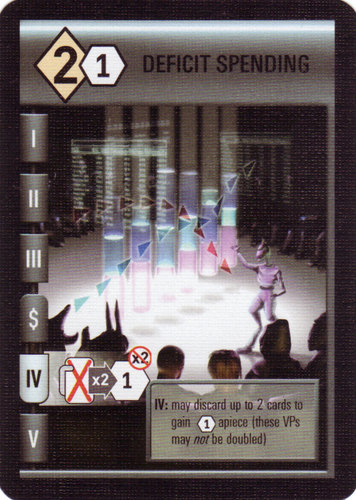 2 1 DEFICIT SPENDING
I
II
III
$
IV x2 1 x2
IV: may discard up to 2 cards to
gain 1 apiece (these VPs
may not be doubled)
V